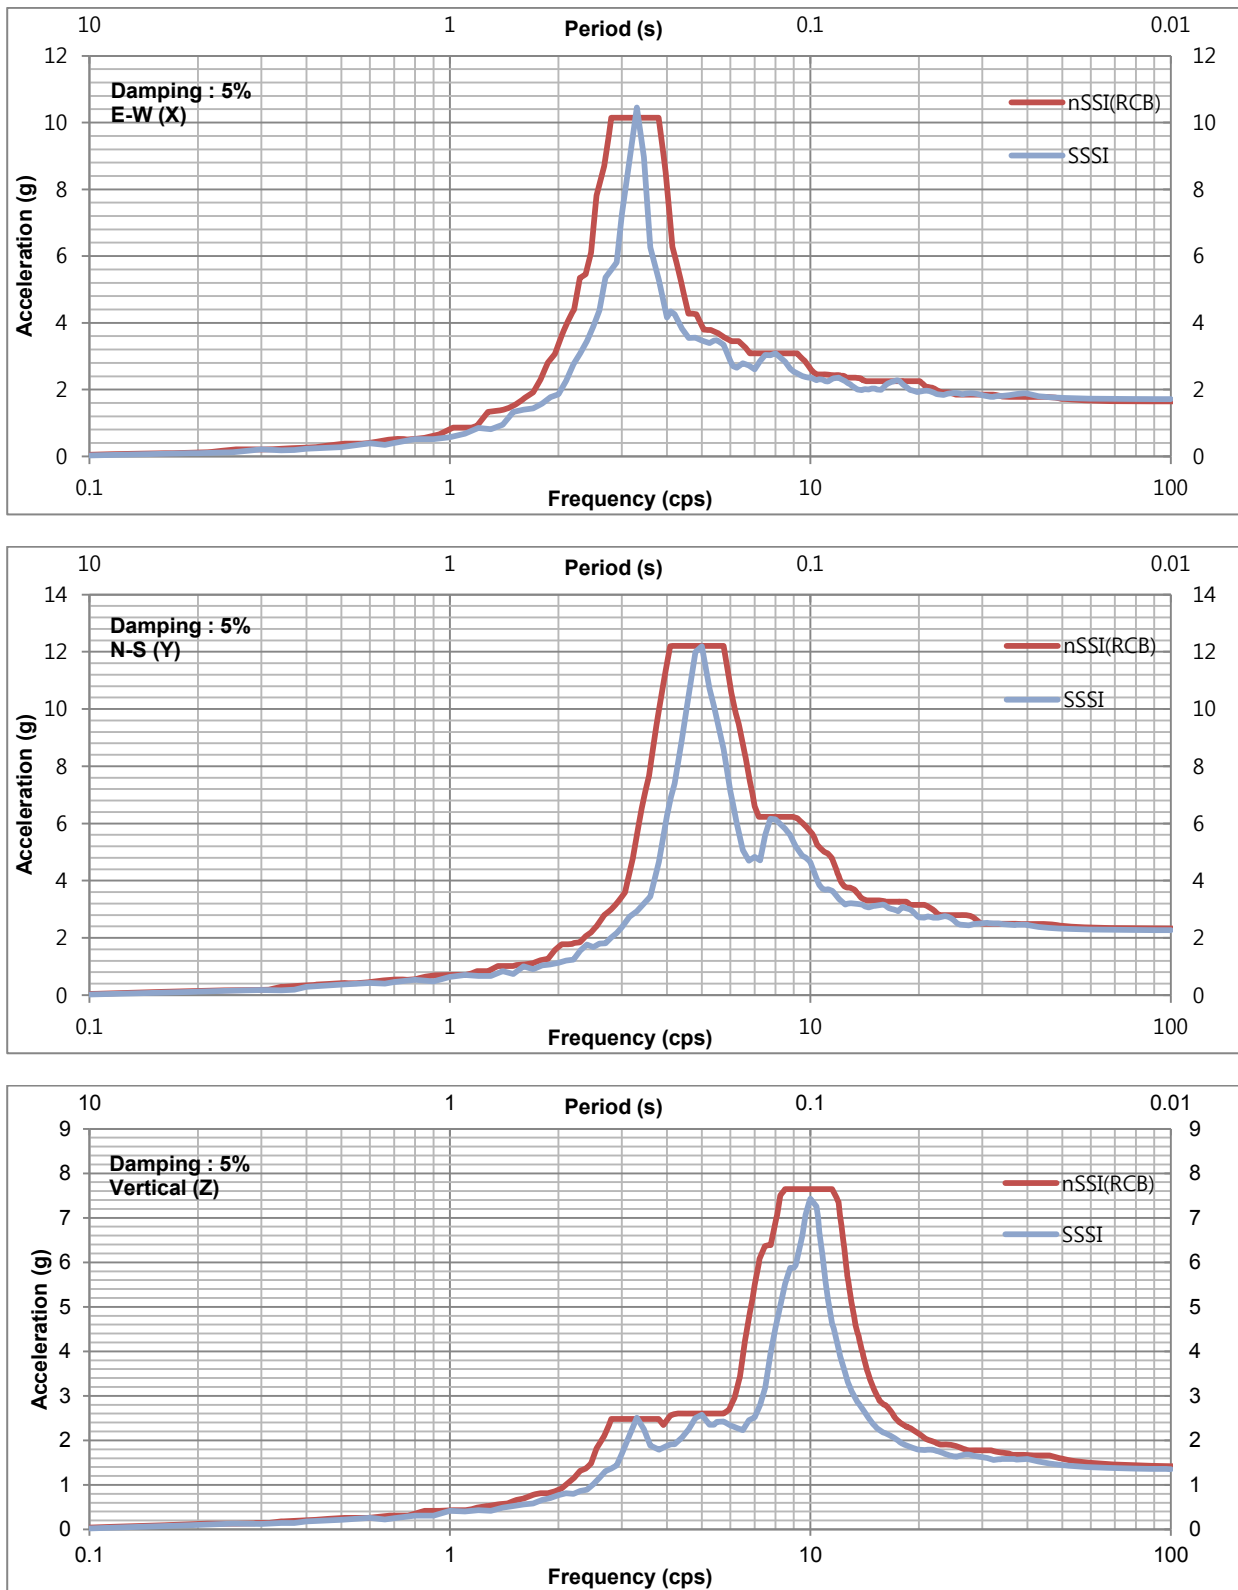 10 1 Period (s) 0.1 0.01
12 12
Damping : 5%
E-W (X)
nSSI(RCB)
10 10
SSSI
8 8
Acceleration (g)
6 6
4 4
2 2
0 0
0.1 1 Frequency (cps) 10 100
10 1 Period (s) 0.1 0.01
14 14
Damping : 5%
N-S (Y)
nSSI(RCB)
12 12
SSSI
10 10
8 8
Acceleration (g)
6 6
4 4
2 2
0 0
0.1 1 Frequency (cps) 10 100
10 1 Period (s) 0.1 0.01
9 9
Damping : 5%
Vertical (Z)
8 8
nSSI(RCB)
7 7
SSSI
6 6
5 5
Acceleration (g)
4 4
3 3
2 2
1 1
0 0
0.1 1 Frequency (cps) 10 100